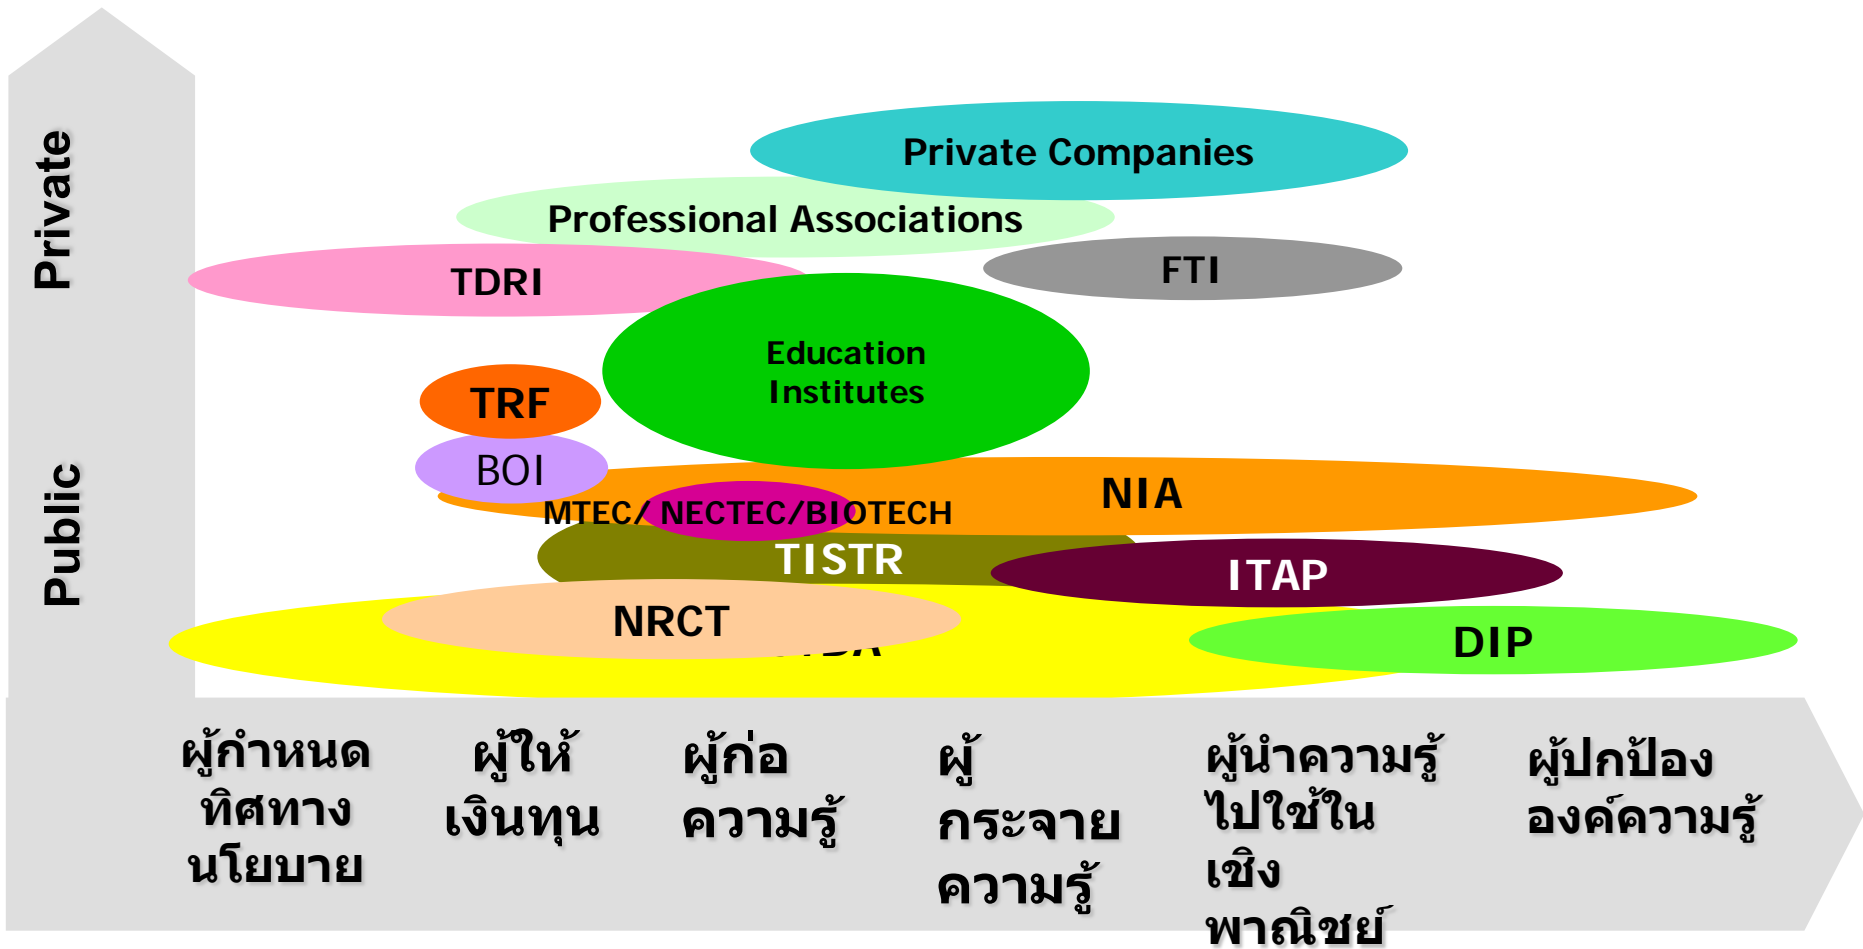 Private
Public
Private Companies
Professional Associations
FTI
TDRI
Education
Institutes
TRF
BOI
NIA
MTEC/ NECTEC/BIOTECH
TISTR
ITAP
NRCT
DIP
ผู้กำหนด
ทิศทาง
นโยบาย
ผู้ให้
เงินทุน
ผู้ก่อ
ความรู้
ผู้
กระจาย
ความรู้
ผู้นำความรู้
ไปใช้ใน
เชิง
พาณิชย์
ผู้ปกป้อง
องค์ความรู้